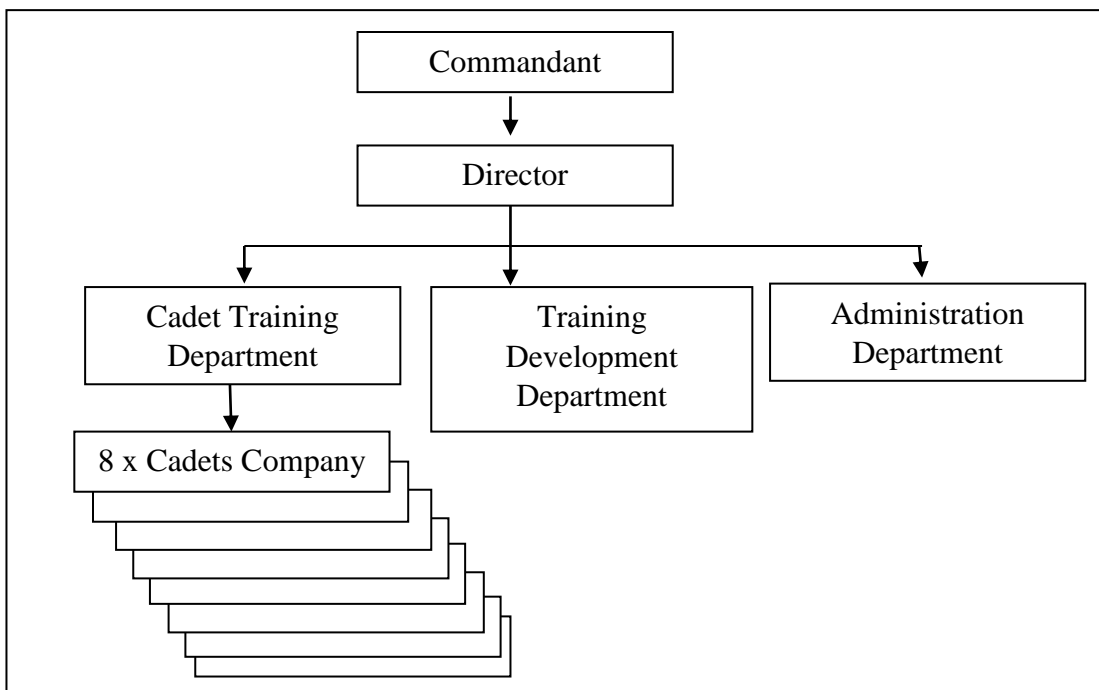 Commandant
Director
Cadet Training
Department
Training
Development
Department
Administration
Department
8 x Cadets Company